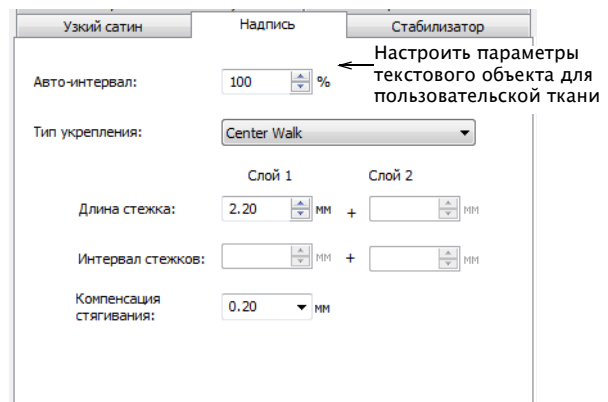 Узкий сатин Надпись Стабилизатор
Настроить параметры
текстового объекта для
пользовательской ткани
Авто-интервал: 100 %
Тип укрепления: Center Walk
Слой 1 Слой 2
Длина стежка: 2.20 мм + мм
Интервал стежков: мм + мм
Компенсация
стягивания: 0.20 мм